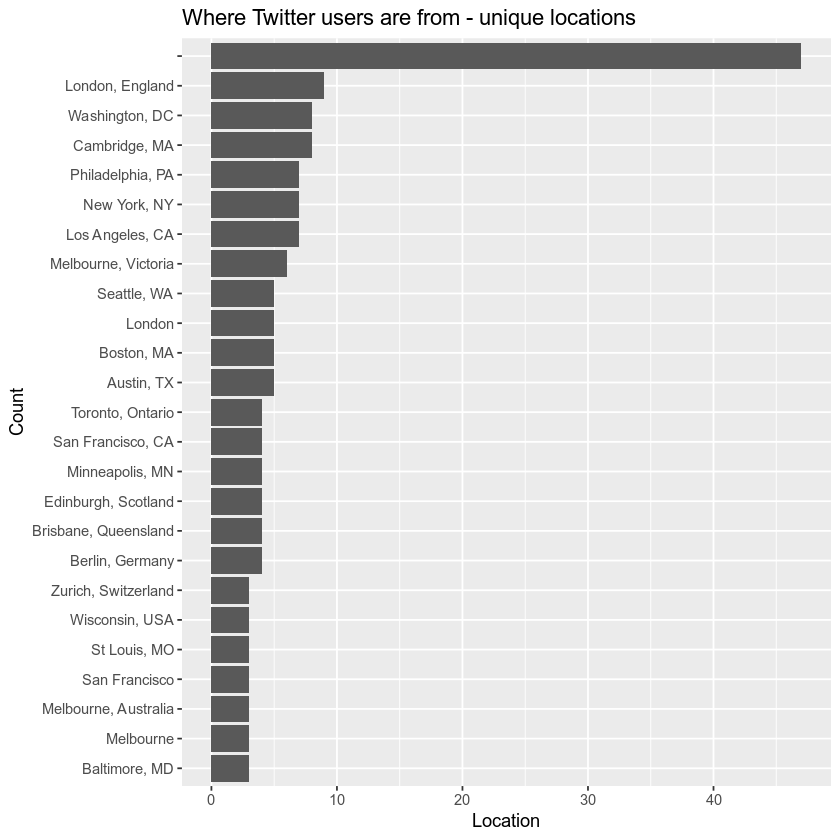 Where Twitter users are from - unique locations
London, England
Washington, DC
Cambridge, MA
Philadelphia, PA
New York, NY
Los Angeles, CA
Melbourne, Victoria
Seattle, WA
London
Boston, MA
Austin, TX
Toronto, Ontario
San Francisco, CA
Minneapolis, MN
Edinburgh, Scotland
Brisbane, Queensland
Berlin, Germany
Zurich, Switzerland
Wisconsin, USA
St Louis, MO
San Francisco
Melbourne, Australia
Melbourne
Baltimore, MD
Count
0 10 20 30 40
Location